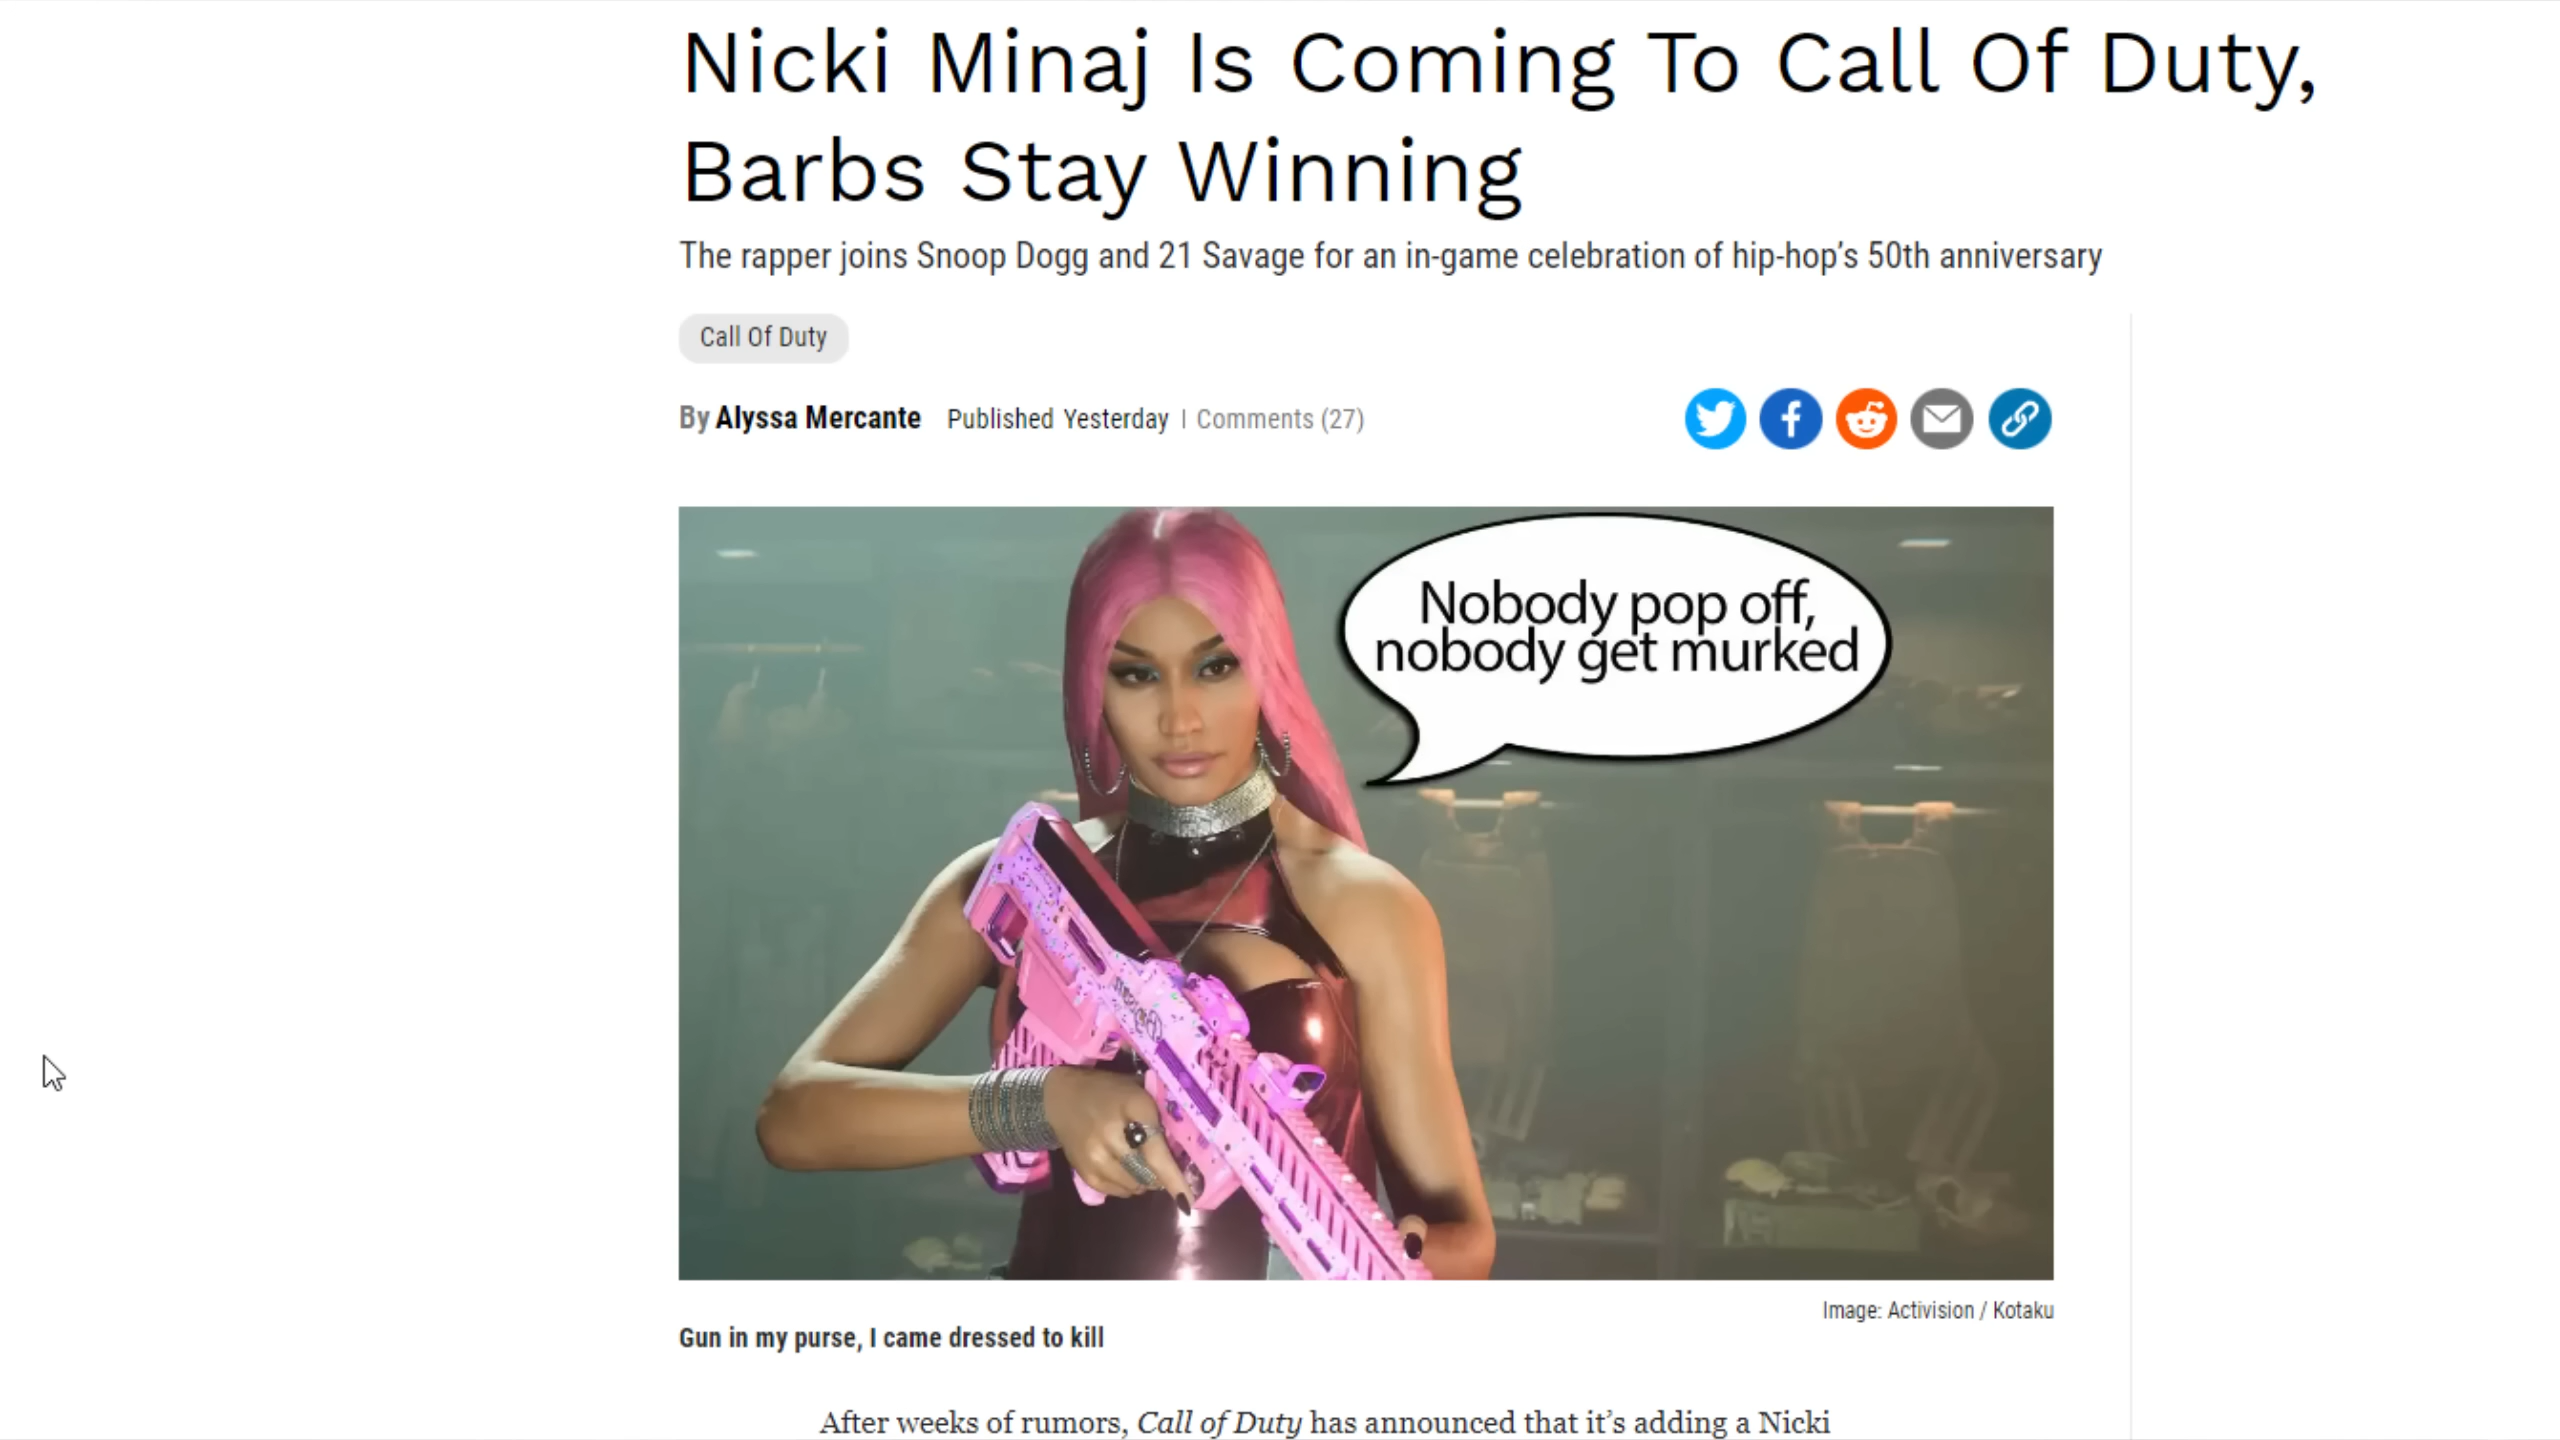 Nicki Minaj Is Coming To Call Of Duty,
Barbs Stay Winning
The rapper joins Snoop Dogg and 21 Savage for an in-game celebration of hip-hop’s 50th anniversary
Call Of Duty
By Alyssa Mercante Published Yesterday | Comments (27)
Nobody pop off,
nobody get murked
Image: Activision / Kotaku
Gun in my purse, I came dressed to kill
After weeks of rumors, Call of Duty has announced that it’s adding a Nicki